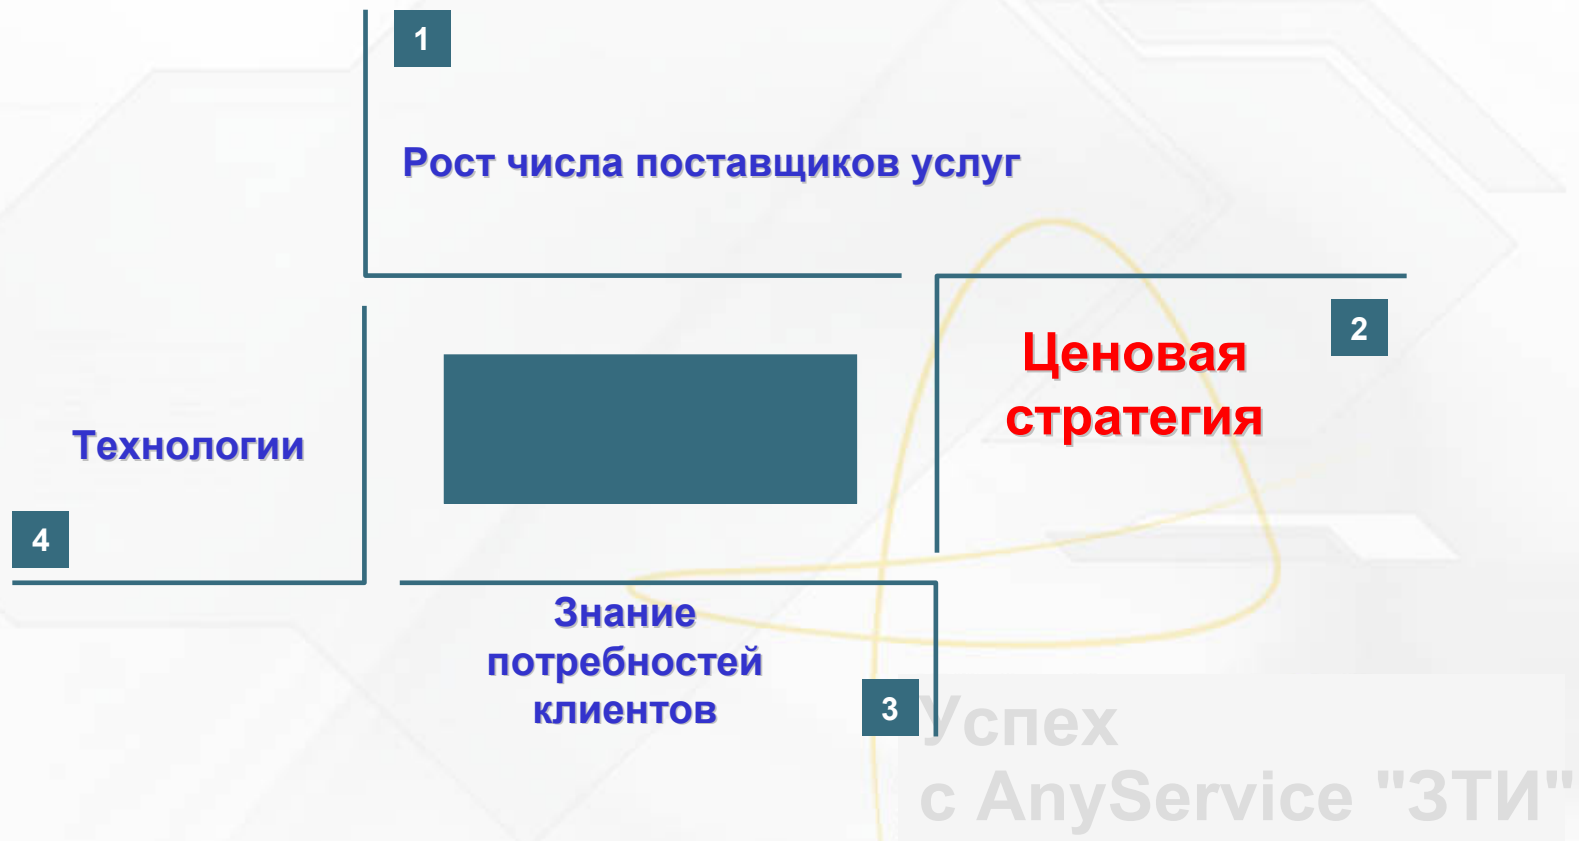 1
Рост числа поставщиков услуг
2
Ценовая
стратегия
Технологии
4
Знание
потребностей
клиентов
3
Успех
с AnyService "ЗТИ"